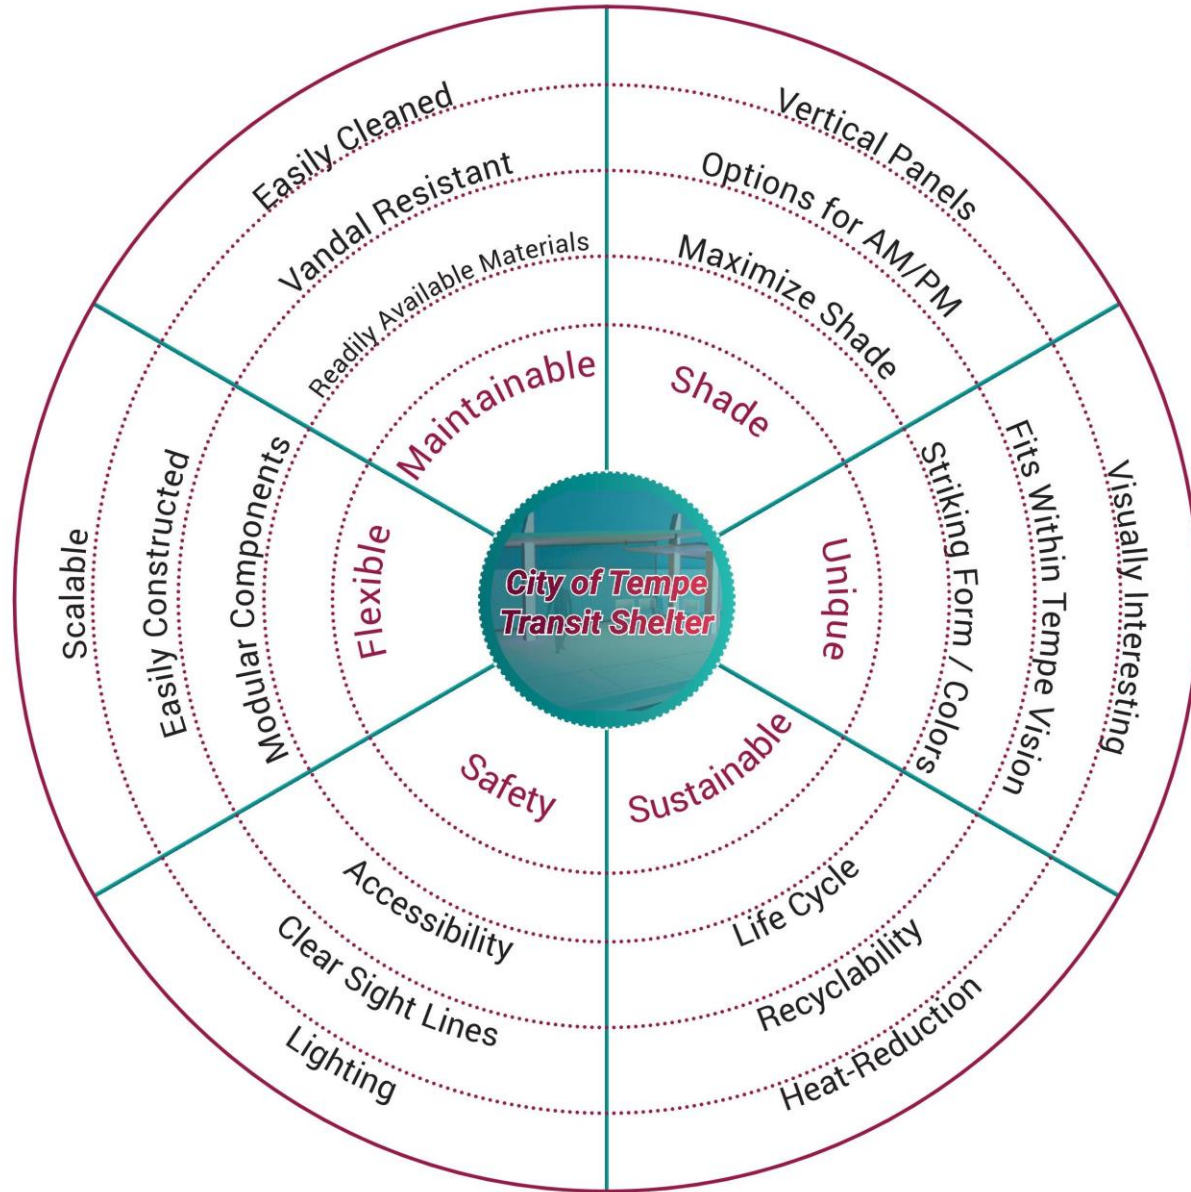 City of Tempe
Transit Shelter
Shade
Maximize Shade
Options for AM/PM
Vertical Panels
Unique
Striking Form / Colors
Fits Within Tempe Vision
Visually Interesting
Sustainable
Life Cycle
Recyclability
Heat-Reduction
Safety
Accessibility
Clear Sight Lines
Lighting
Flexible
Modular Components
Easily Constructed
Scalable
Maintainable
Readily Available Materials
Vandal Resistant
Easily Cleaned